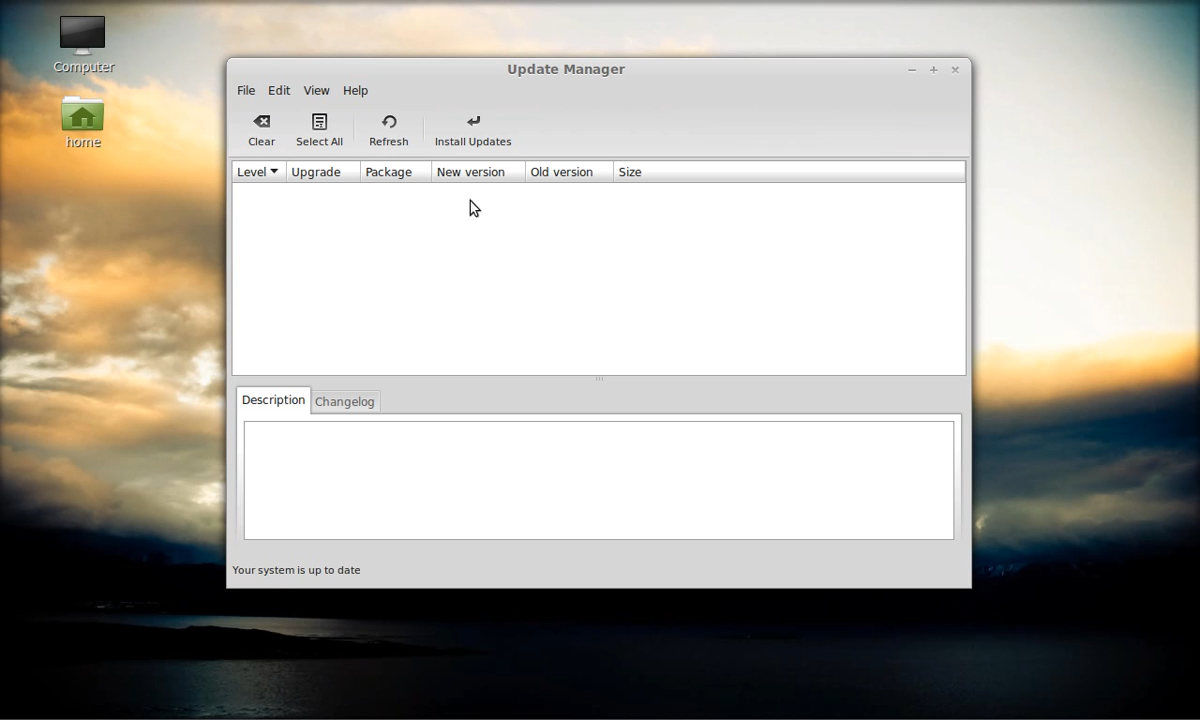 Computer
home
Update Manager
File Edit View Help
Clear Select All Refresh Install Updates
Level Upgrade Package New version Old version Size
Description Changelog
Your system is up to date